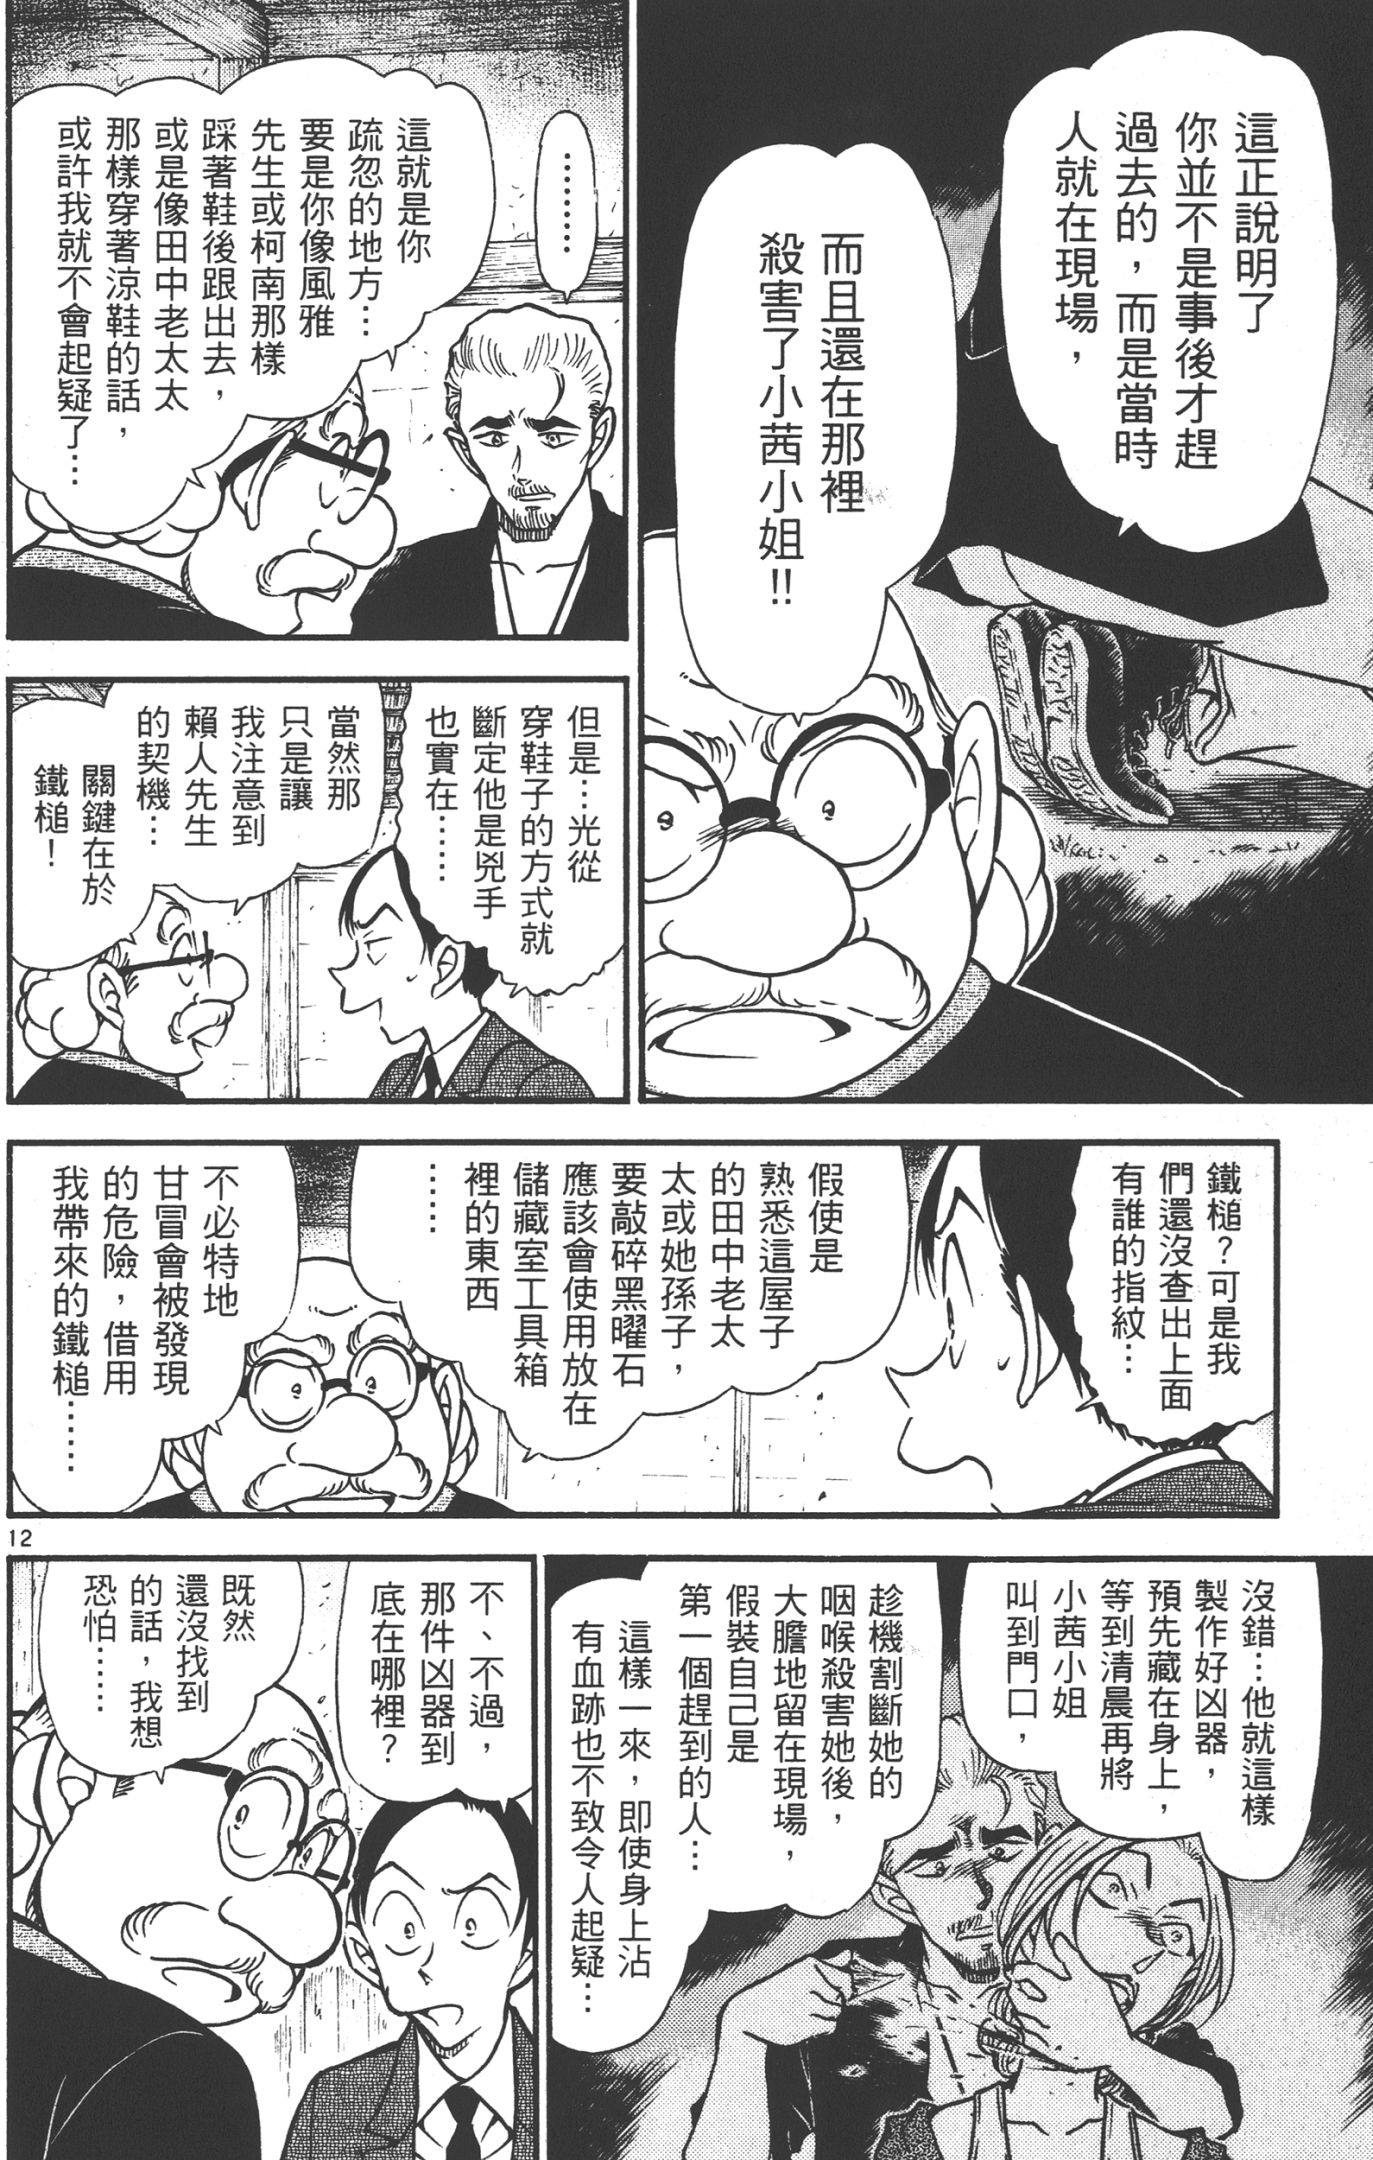 這正說明了
你並不是事後才趕
過去的，而是當時
人就在現場，
而且還在那裡
殺害了小茜小姐!!
………
這就是你
疏忽的地方…
要是你像風雅
先生或柯南那樣
踩著鞋後跟出去，
或是像田中老太太
那樣穿著涼鞋的話，
或許我就不會起疑了…
但是…光從
穿鞋子的方式就
斷定他是兇手
也實在……
當然那
只是讓
我注意到
賴人先生
的契機…
關鍵在於
鐵槌！
鐵槌？可是我
們還沒查出上面
有誰的指紋…
假使是
熟悉這屋子
的田中老太
太或她孫子，
要敲碎黑曜石
應該會使用放在
儲藏室工具箱
裡的東西
……
不必特地
甘冒會被發現
的危險，借用
我帶來的鐵槌……
12
沒錯…他就這樣
製作好凶器，
預先藏在身上，
等到清晨再將
小茜小姐
叫到門口，
趁機割斷她的
咽喉殺害她後，
大膽地留在現場，
假裝自己是
第一個趕到的人…
這樣一來，即使身上沾
有血跡也不致令人起疑…
不、不過，
那件凶器到
底在哪裡？
既然
還沒找到
的話，我想
恐怕……